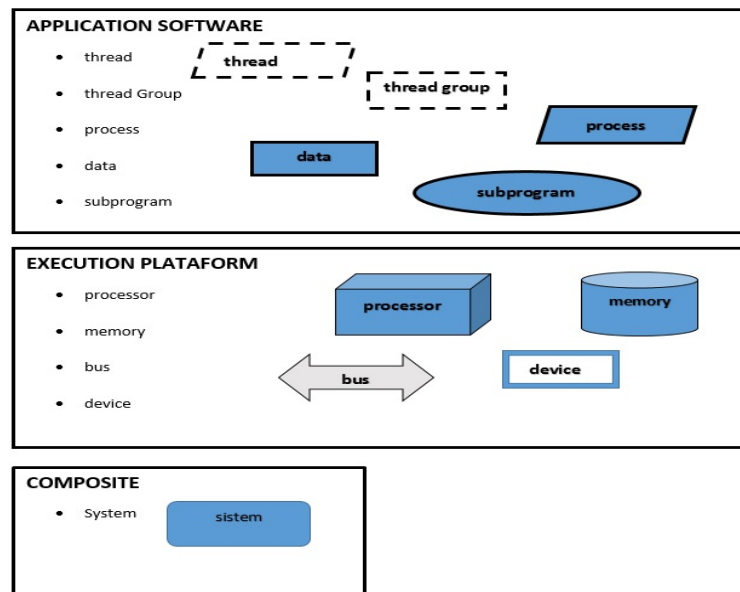 APPLICATION SOFTWARE
• thread
thread
• thread Group
thread group
• process
process
• data
data
• subprogram
subprogram
EXECUTION PLATAFORM
• processor
processor
• memory
memory
• bus
bus
• device
device
COMPOSITE
• System
sistem